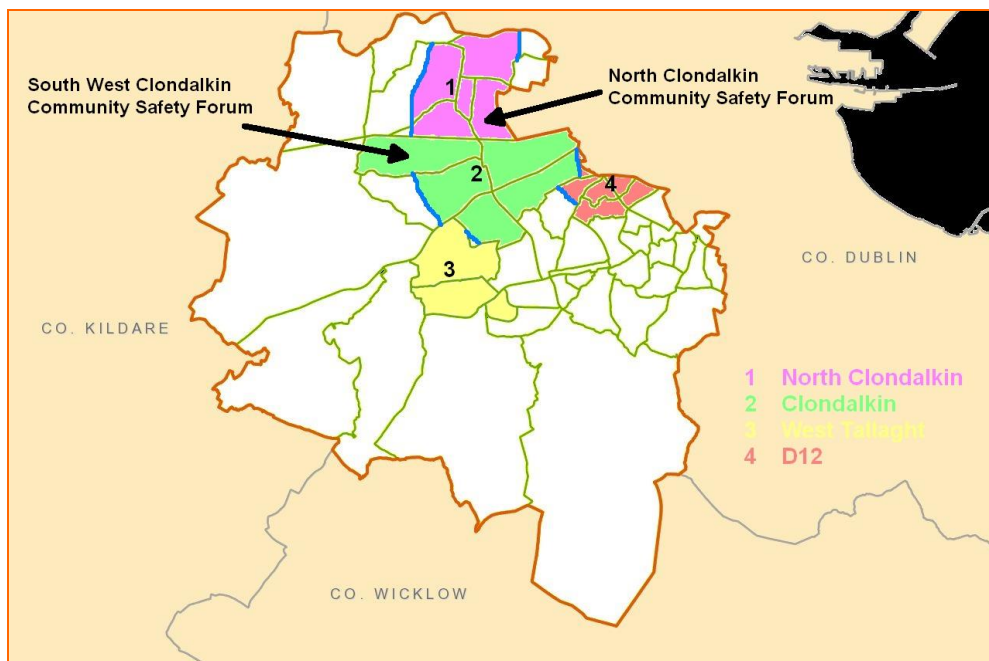 South West Clondalkin
Community Safety Forum
North Clondalkin
Community Safety Forum
1
2
4
3
CO. DUBLIN
CO. KILDARE
1 North Clondalkin
2 Clondalkin
3 West Tallaght
4 D12
CO. WICKLOW